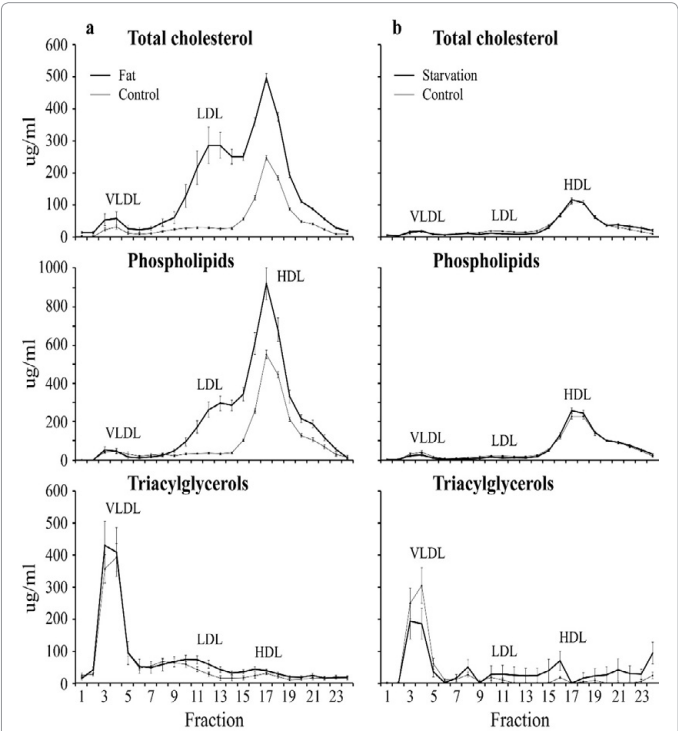 a
b
Total cholesterol
Total cholesterol
600
500
400
300
200
100
0
ug/ml
Fat
Control
LDL
VLDL
Starvation
Control
HDL
VLDL
LDL
Phospholipids
Phospholipids
1000
800
600
400
200
0
ug/ml
HDL
LDL
VLDL
HDL
VLDL
LDL
Triacylglycerols
Triacylglycerols
600
500
400
300
200
100
0
ug/ml
VLDL
LDL
HDL
VLDL
LDL
HDL
1 3 5 7 9 11 13 15 17 19 21 23
1 3 5 7 9 11 13 15 17 19 21 23
Fraction
Fraction